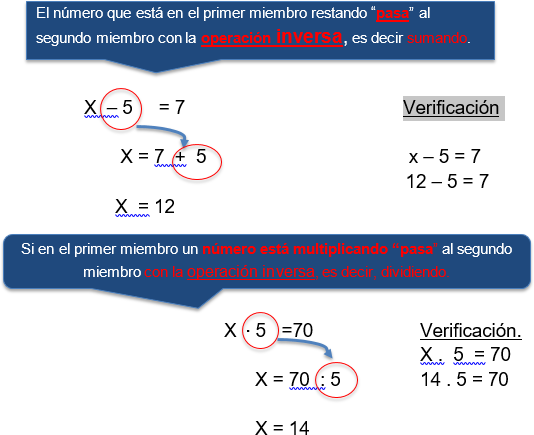 El número que está en el primer miembro restando “pasa” al
segundo miembro con la operación inversa, es decir sumando.
X – 5 = 7
Verificación
X = 7 + 5
x – 5 = 7
12 – 5 = 7
X = 12
Si en el primer miembro un número está multiplicando “pasa” al segundo
miembro con la operación inversa, es decir, dividiendo.
X · 5 =70
Verificación.
X . 5 = 70
X = 70 : 5
14 . 5 = 70
X = 14